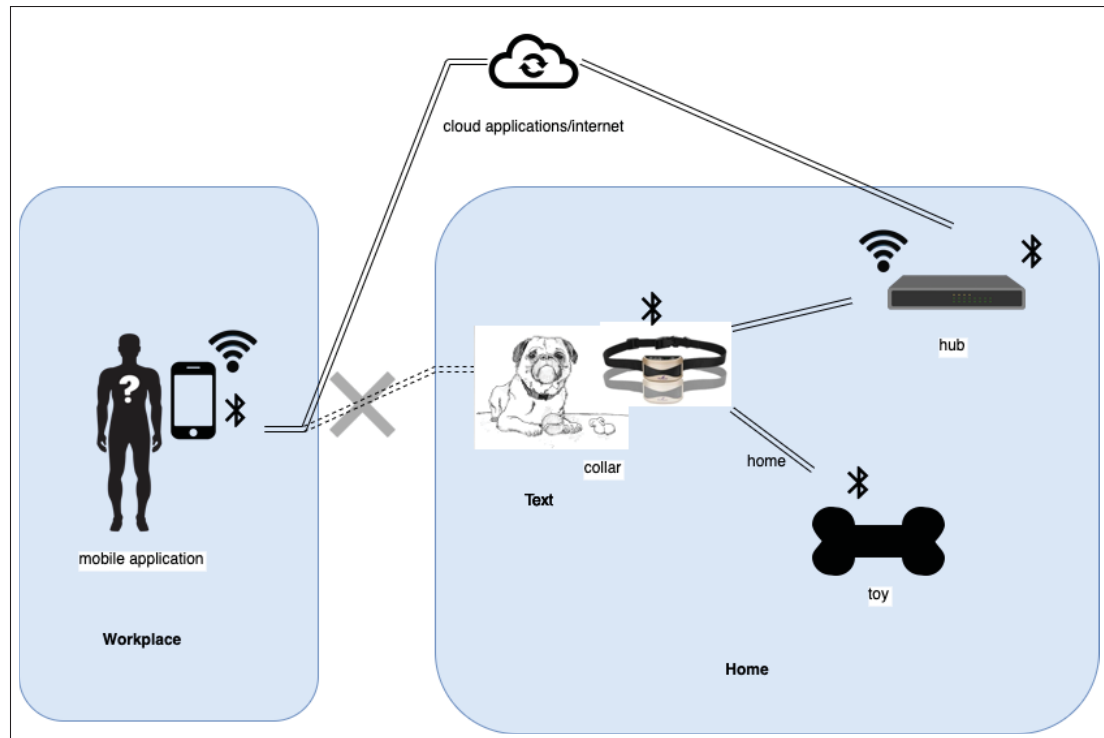 cloud applications/internet
hub
collar
home
Text
mobile application
toy
Workplace
Home
?